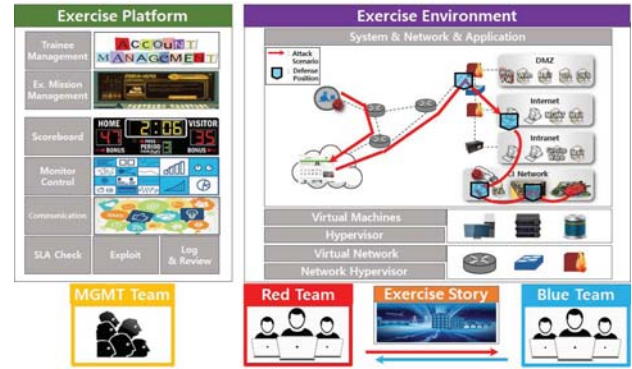 Exercise Platform
Trainee
Management
ACCOUNT
MANAGEMENT
Ex. Mission
Management
Scoreboard
HOME
2:06
VISITOR
47
35
BONUS
PERIOD
BONUS
Monitor
Control
Communication
SLA Check
Exploit
Log
& Review
Exercise Environment
System & Network & Application
: Attack
Scenario
: Defense
Position
DMZ
Internet
Intranet
CI Network
Virtual Machines
Hypervisor
Virtual Network
Network Hypervisor
MGMT Team
Red Team
Exercise Story
Blue Team